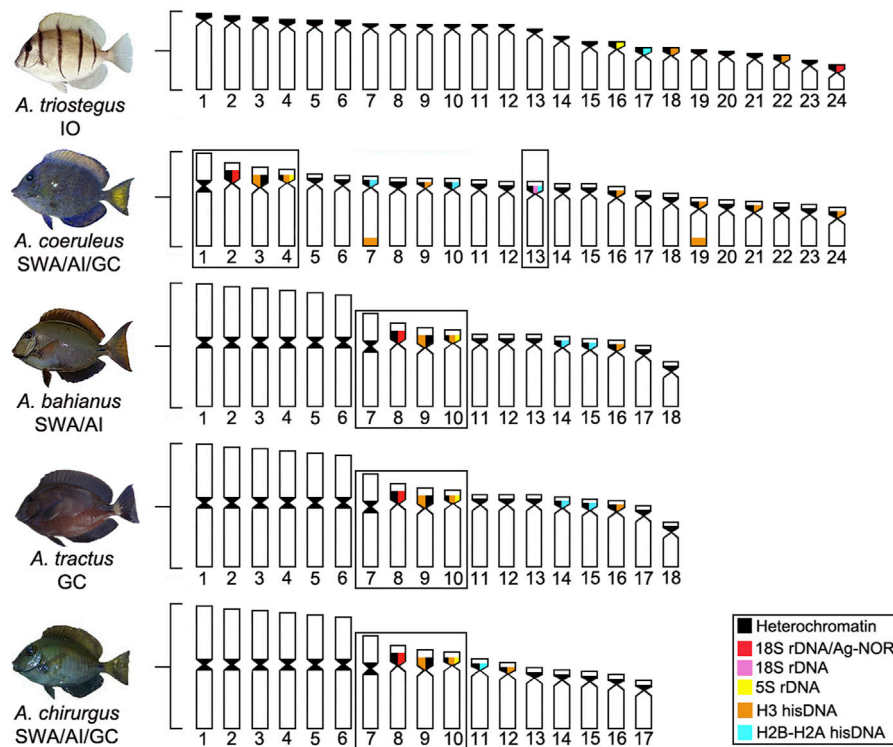 A. triostegus
IO
1 2 3 4 5 6 7 8 9 10 11 12 13 14 15 16 17 18 19 20 21 22 23 24
A. coeruleus
SWA/AI/GC
1 2 3 4 5 6 7 8 9 10 11 12 13 14 15 16 17 18 19 20 21 22 23 24
A. bahianus
SWA/AI
1 2 3 4 5 6 7 8 9 10 11 12 13 14 15 16 17 18
A. tractus
GC
1 2 3 4 5 6 7 8 9 10 11 12 13 14 15 16 17 18
A. chirurgus
SWA/AI/GC
1 2 3 4 5 6 7 8 9 10 11 12 13 14 15 16 17
Heterochromatin
18S rDNA/Ag-NOR
18S rDNA
5S rDNA
H3 hisDNA
H2B-H2A hisDNA